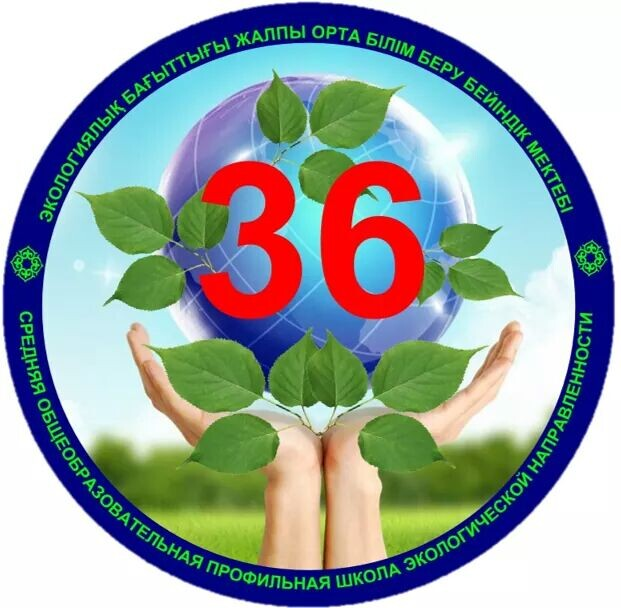 ЭКОЛОГИЯЛЫҚ БАҒЫТТЫҒЫ ЖАЛПЫ ОРТА БІЛІМ БЕРУ БЕЙІНДІК МЕКТЕБІ
36
СРЕДНЯЯ ОБЩЕОБРАЗОВАТЕЛЬНАЯ ПРОФИЛЬНАЯ ШКОЛА ЭКОЛОГИЧЕСКОЙ НАПРАВЛЕННОСТИ